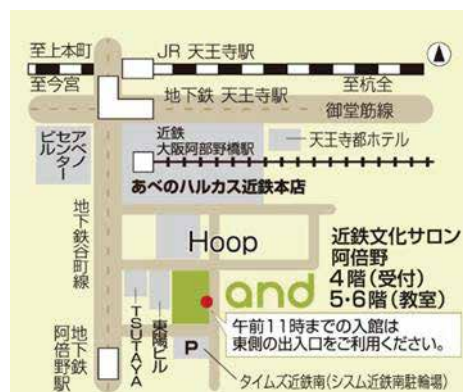 至上本町
JR 天王寺駅
至今宮
至杭全
地下鉄 天王寺駅
御堂筋線
アベノ
センター
ビル
近鉄
大阪阿部野橋駅
天王寺都ホテル
あべのハルカス近鉄本店
地下鉄谷町線
Hoop
近鉄文化サロン
阿倍野
4階(受付)
5・6階(教室)
and
TSUTAYA
東陽ビル
午前11時までの入館は
東側の出入口をご利用ください。
地下鉄
阿倍野駅
P
タイムズ近鉄南(シスム近鉄南駐輪場)